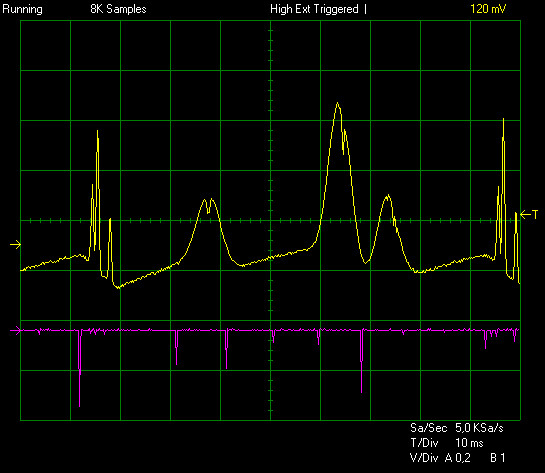 Running 8K Samples High Ext Triggered | 120 mV
T
Sa/Sec 5,0 KSa/s
T/Div 10 ms
V/Div A 0,2 B 1